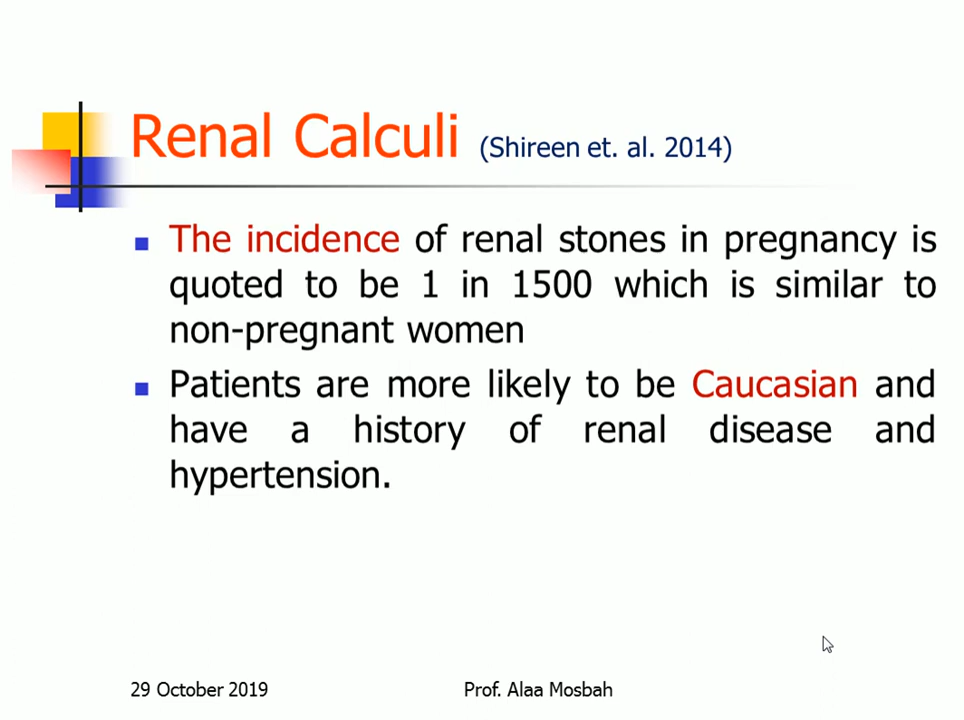 Renal Calculi (Shireen et. al. 2014)
The incidence of renal stones in pregnancy is
quoted to be 1 in 1500 which is similar to
non-pregnant women
Patients are more likely to be Caucasian and
have a history of renal disease and
hypertension.
29 October 2019 Prof. Alaa Mosbah